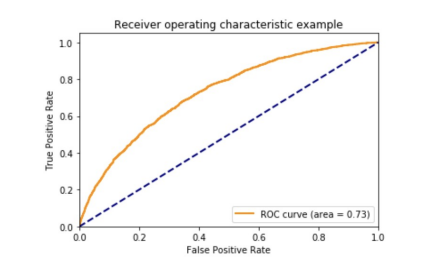 Receiver operating characteristic example
1.0
0.8
0.6
0.4
0.2
0.0
True Positive Rate
ROC curve (area = 0.73)
0.0 0.2 0.4 0.6 0.8 1.0
False Positive Rate